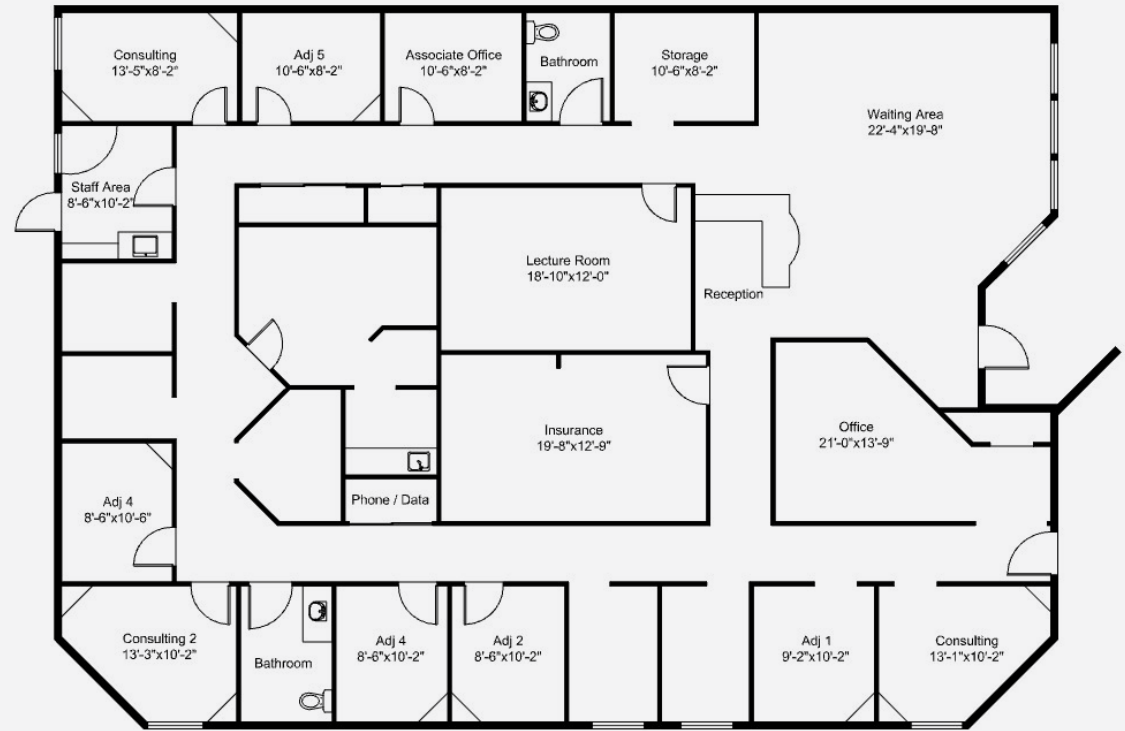 Consulting
13'-5"x8'-2"
Adj 5
10'-6"x8'-2"
Associate Office
10'-6"x8'-2"
Bathroom
Storage
10'-6"x8'-2"
Waiting Area
22'-4"x19'-8"
Staff Area
8'-6"x10'-2"
Lecture Room
18'-10"x12'-0"
Reception
Insurance
19'-8"x12'-9"
Office
21'-0"x13'-9"
Adj 4
8'-6"x10'-6"
Phone / Data
Consulting 2
13'-3"x10'-2"
Bathroom
Adj 4
8'-6"x10'-2"
Adj 2
8'-6"x10'-2"
Adj 1
9'-2"x10'-2"
Consulting
13'-1"x10'-2"